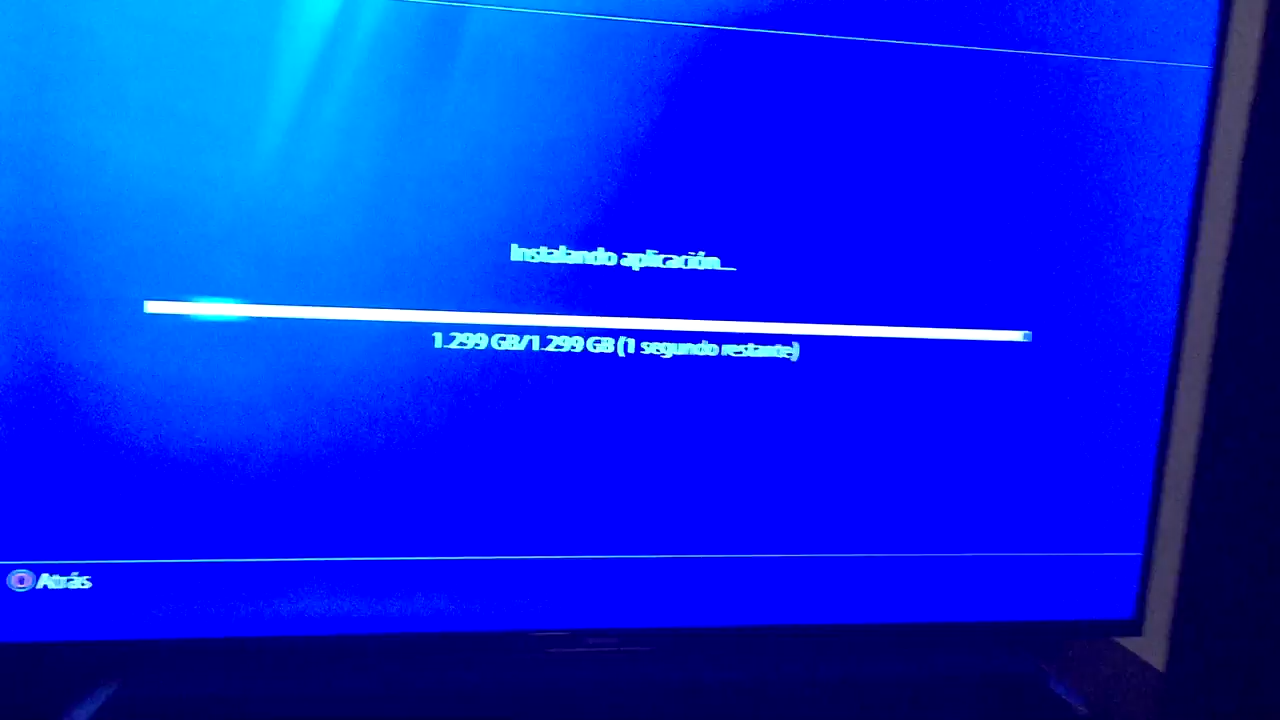 Instalando aplicación...
1.299 GB/1.299 GB (1 segundo restante)
Atrás